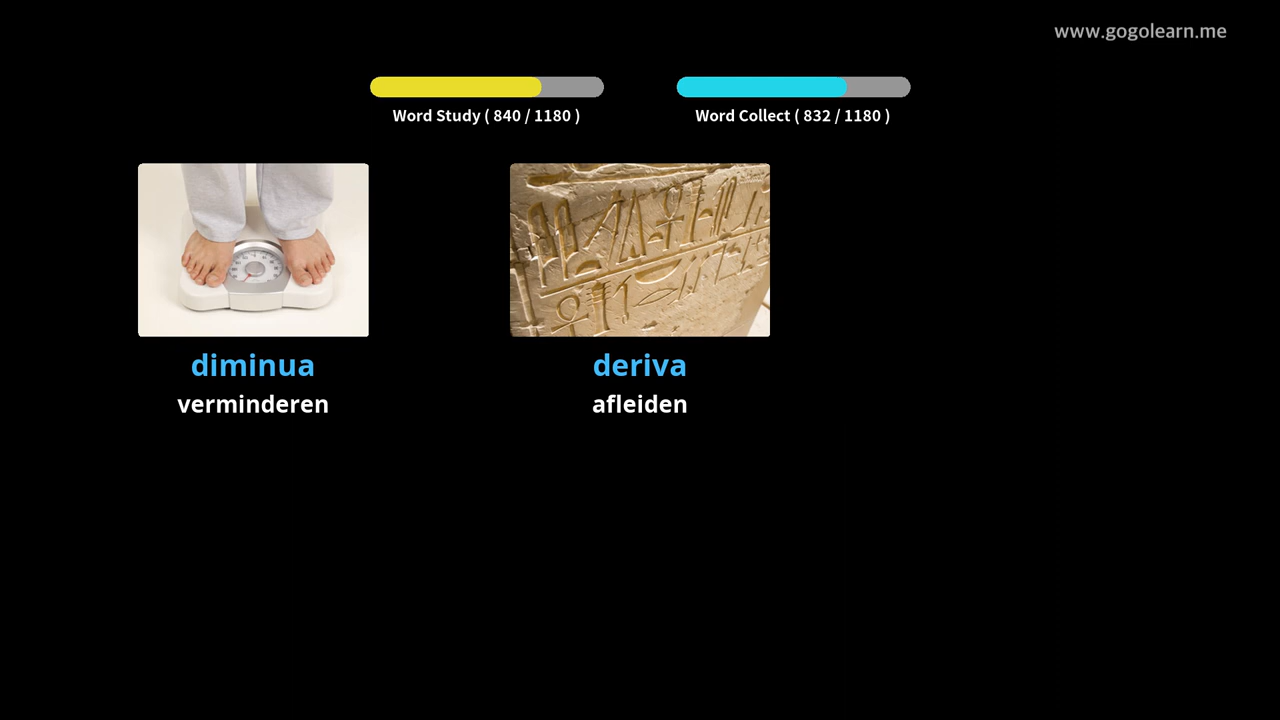 www.gogolearn.me
Word Study ( 840 / 1180 )
Word Collect ( 832 / 1180 )
diminua
verminderen
deriva
afleiden